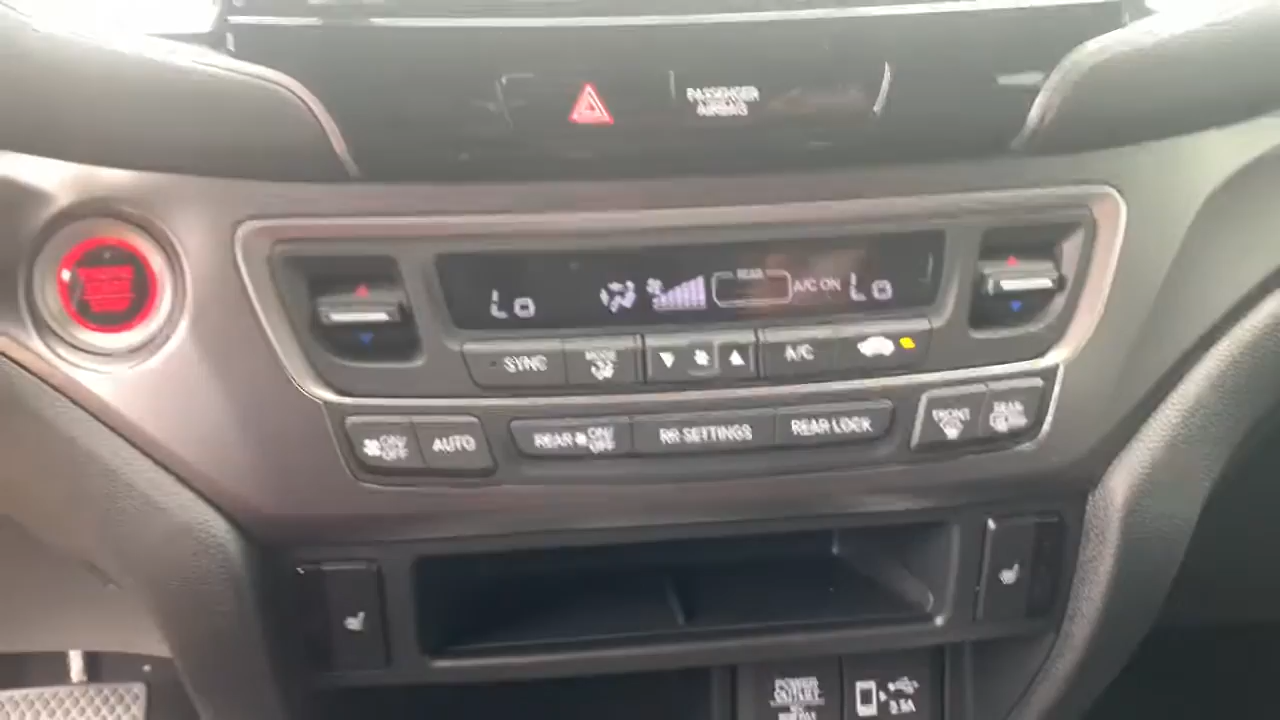 PASSENGER
AIRBAG
REAR
Lo A/C ON Lo
SYNC MODE A/C
ON/
OFF AUTO REAR ON/
OFF RR SETTINGS REAR LOCK FRONT REAR
POWER
OUTLET
2.5A